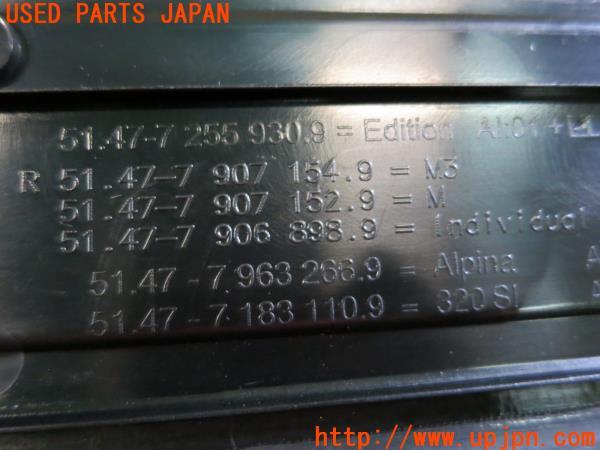 USED PARTS JAPAN
51.47-7 255 930.9 = Edition
R 51.47-7 907 154.9 = M3
51.47-7 907 152.9 = M
51.47-7 906 898.9 = Individual
51.47-7.963 268.9 = Alpina A
51.47-7.183 110.9 = 320 SI A
http://www.upjpn.com